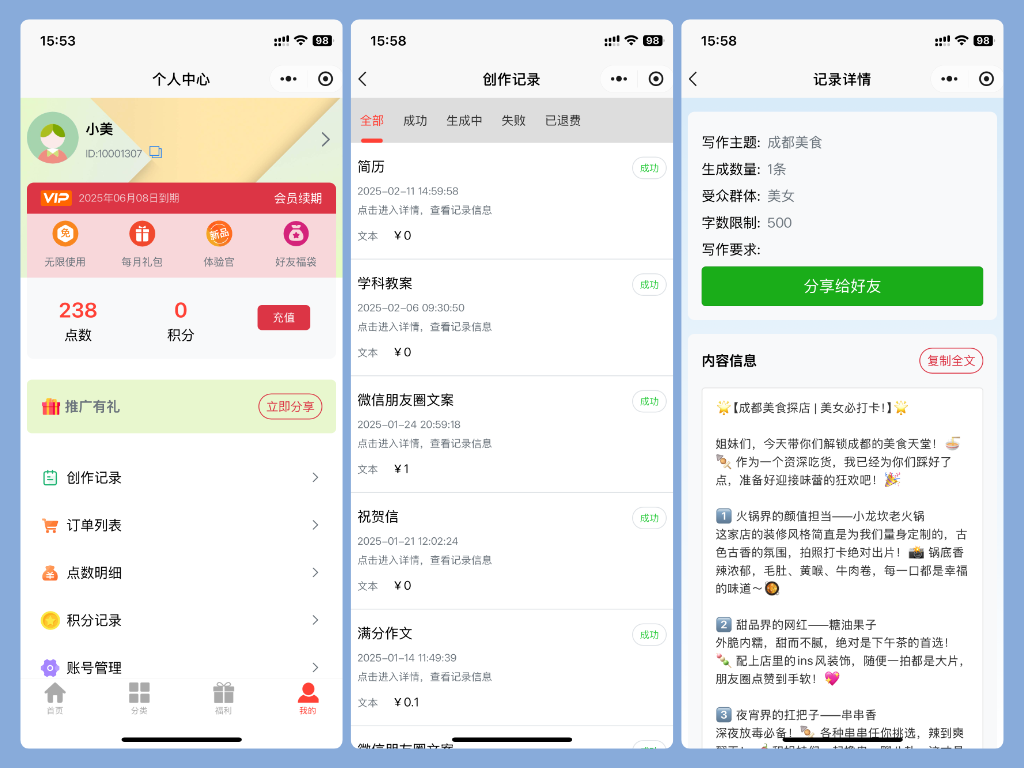 15:53
98
个人中心
小美
ID:10001307
VIP 2025年06月08日到期 会员续期
免 新品
无限使用 每月礼包 体验官 好友福袋
238 0 充值
点数 积分
推广有礼 立即分享
创作记录
订单列表
点数明细
积分记录
账号管理
首页 分类 福利 我的
15:58
98
创作记录
全部 成功 生成中 失败 已退费
简历 成功
2025-02-11 14:59:58
点击进入详情，查看记录信息
文本 ¥0
学科教案 成功
2025-02-06 09:30:50
点击进入详情，查看记录信息
文本 ¥0
微信朋友圈文案 成功
2025-01-24 20:59:18
点击进入详情，查看记录信息
文本 ¥1
祝贺信 成功
2025-01-21 12:02:24
点击进入详情，查看记录信息
文本 ¥0
满分作文 成功
2025-01-14 11:49:39
点击进入详情，查看记录信息
文本 ¥0.1
微信朋友圈文案
15:58
98
记录详情
写作主题: 成都美食
生成数量: 1条
受众群体: 美女
字数限制: 500
写作要求:
分享给好友
内容信息 复制全文
🌟【成都美食探店 | 美女必打卡！】🌟
姐妹们，今天带你们解锁成都的美食天堂！🍜
🍢 作为一个资深吃货，我已经为你们踩好了
点，准备好迎接味蕾的狂欢吧！🎉
1️⃣ 火锅界的颜值担当——小龙坎老火锅
这家店的装修风格简直是为我们量身定制的，古
色古香的氛围，拍照打卡绝对出片！📸 锅底香
辣浓郁，毛肚、黄喉、牛肉卷，每一口都是幸福
的味道～🥘
2️⃣ 甜品界的网红——糖油果子
外脆内糯，甜而不腻，绝对是下午茶的首选！
🍡 配上店里的ins风装饰，随便一拍都是大片，
朋友圈点赞到手软！💖
3️⃣ 夜宵界的扛把子——串串香
深夜放毒必备！🍢 各种串串任你挑选，辣到爽